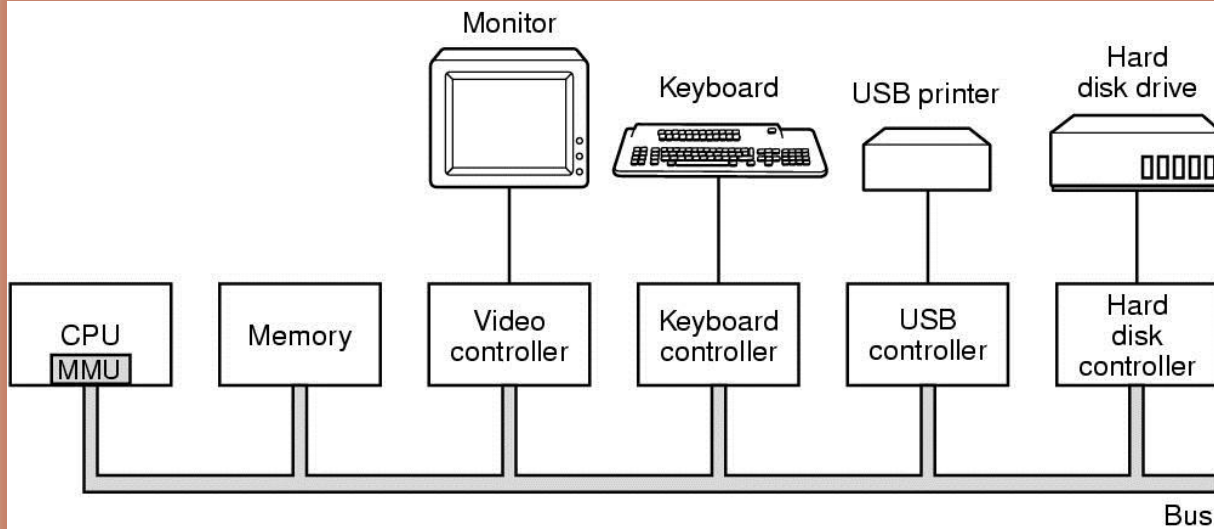 Monitor
Keyboard
USB printer
Hard
disk drive
CPU
MMU
Memory
Video
controller
Keyboard
controller
USB
controller
Hard
disk
controller
Bus